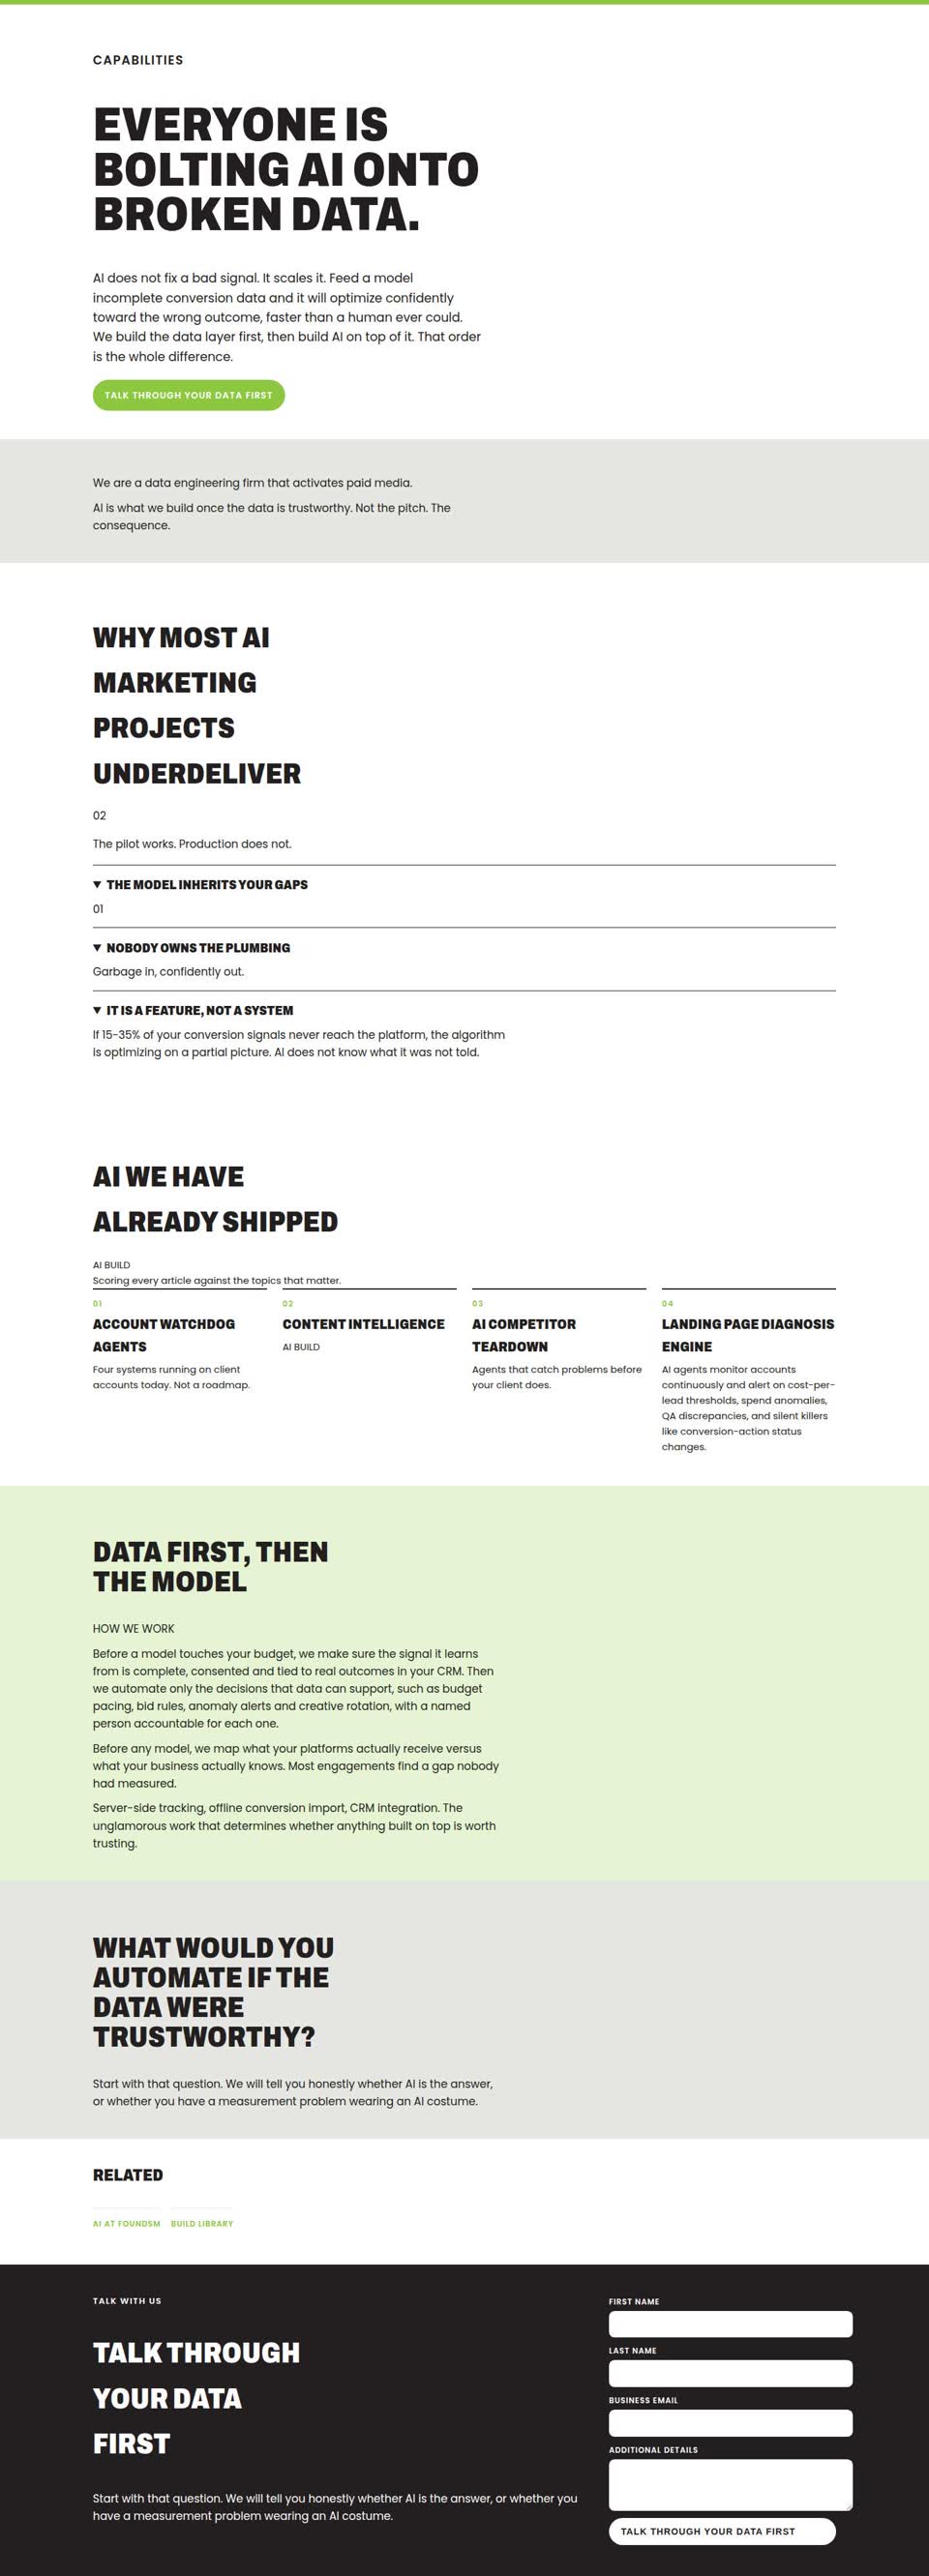 CAPABILITIES
EVERYONE IS
BOLTING AI ONTO
BROKEN DATA.
AI does not fix a bad signal. It scales it. Feed a model
incomplete conversion data and it will optimize confidently
toward the wrong outcome, faster than a human ever could.
We build the data layer first, then build AI on top of it. That order
is the whole difference.
TALK THROUGH YOUR DATA FIRST
We are a data engineering firm that activates paid media.
AI is what we build once the data is trustworthy. Not the pitch. The
consequence.
WHY MOST AI
MARKETING
PROJECTS
UNDERDELIVER
02
The pilot works. Production does not.
▼ THE MODEL INHERITS YOUR GAPS
01
▼ NOBODY OWNS THE PLUMBING
Garbage in, confidently out.
▼ IT IS A FEATURE, NOT A SYSTEM
If 15-35% of your conversion signals never reach the platform, the algorithm
is optimizing on a partial picture. AI does not know what it was not told.
AI WE HAVE
ALREADY SHIPPED
AI BUILD
Scoring every article against the topics that matter.
01
ACCOUNT WATCHDOG
AGENTS
Four systems running on client
accounts today. Not a roadmap.
02
CONTENT INTELLIGENCE
AI BUILD
03
AI COMPETITOR
TEARDOWN
Agents that catch problems before
your client does.
04
LANDING PAGE DIAGNOSIS
ENGINE
AI agents monitor accounts
continuously and alert on cost-per-
lead thresholds, spend anomalies,
QA discrepancies, and silent killers
like conversion-action status
changes.
DATA FIRST, THEN
THE MODEL
HOW WE WORK
Before a model touches your budget, we make sure the signal it learns
from is complete, consented and tied to real outcomes in your CRM. Then
we automate only the decisions that data can support, such as budget
pacing, bid rules, anomaly alerts and creative rotation, with a named
person accountable for each one.
Before any model, we map what your platforms actually receive versus
what your business actually knows. Most engagements find a gap nobody
had measured.
Server-side tracking, offline conversion import, CRM integration. The
unglamorous work that determines whether anything built on top is worth
trusting.
WHAT WOULD YOU
AUTOMATE IF THE
DATA WERE
TRUSTWORTHY?
Start with that question. We will tell you honestly whether AI is the answer,
or whether you have a measurement problem wearing an AI costume.
RELATED
AI AT FOUNDSM
BUILD LIBRARY
TALK WITH US
TALK THROUGH
YOUR DATA
FIRST
Start with that question. We will tell you honestly whether AI is the answer, or whether you
have a measurement problem wearing an AI costume.
FIRST NAME
LAST NAME
BUSINESS EMAIL
ADDITIONAL DETAILS
TALK THROUGH YOUR DATA FIRST